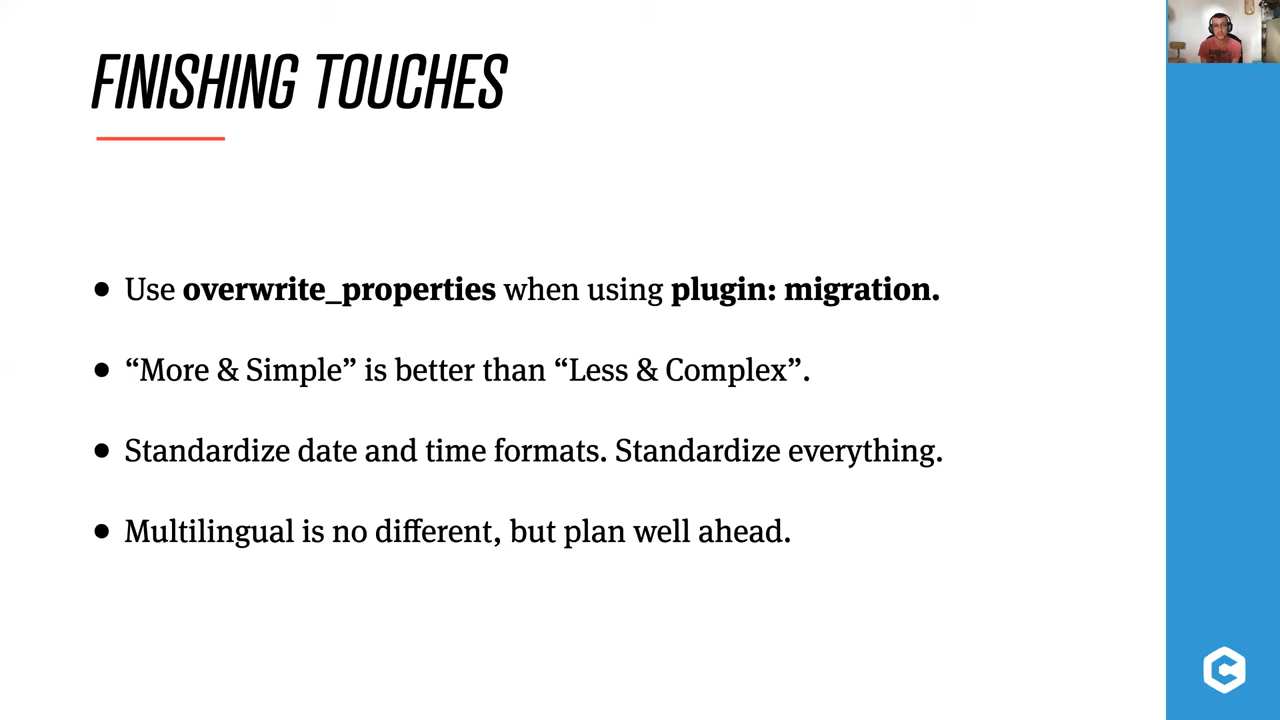 FINISHING TOUCHES
• Use overwrite_properties when using plugin: migration.
• “More & Simple” is better than “Less & Complex”.
• Standardize date and time formats. Standardize everything.
• Multilingual is no different, but plan well ahead.